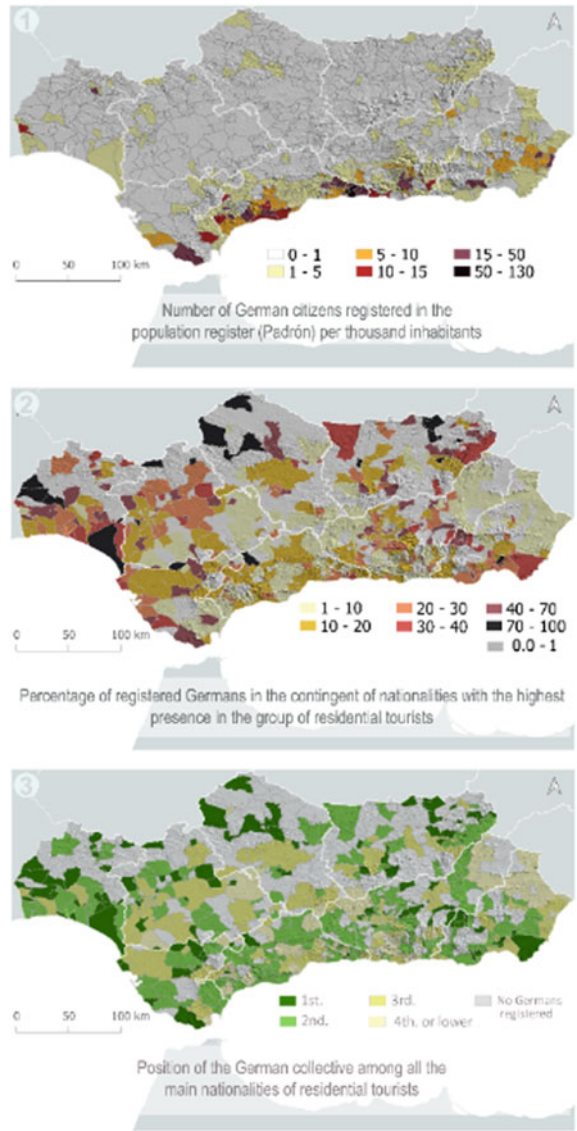 1
0 - 1 5 - 10 15 - 50
1 - 5 10 - 15 50 - 130
0 50 100 km
Number of German citizens registered in the
population register (Padrón) per thousand inhabitants
2
1 - 10 20 - 30 40 - 70
10 - 20 30 - 40 70 - 100
0.0 - 1
0 50 100 km
Percentage of registered Germans in the contingent of nationalities with the highest
presence in the group of residential tourists
3
1st. 3rd. No Germans
registered
2nd. 4th. or lower
0 50 100 km
Position of the German collective among all the
main nationalities of residential tourists